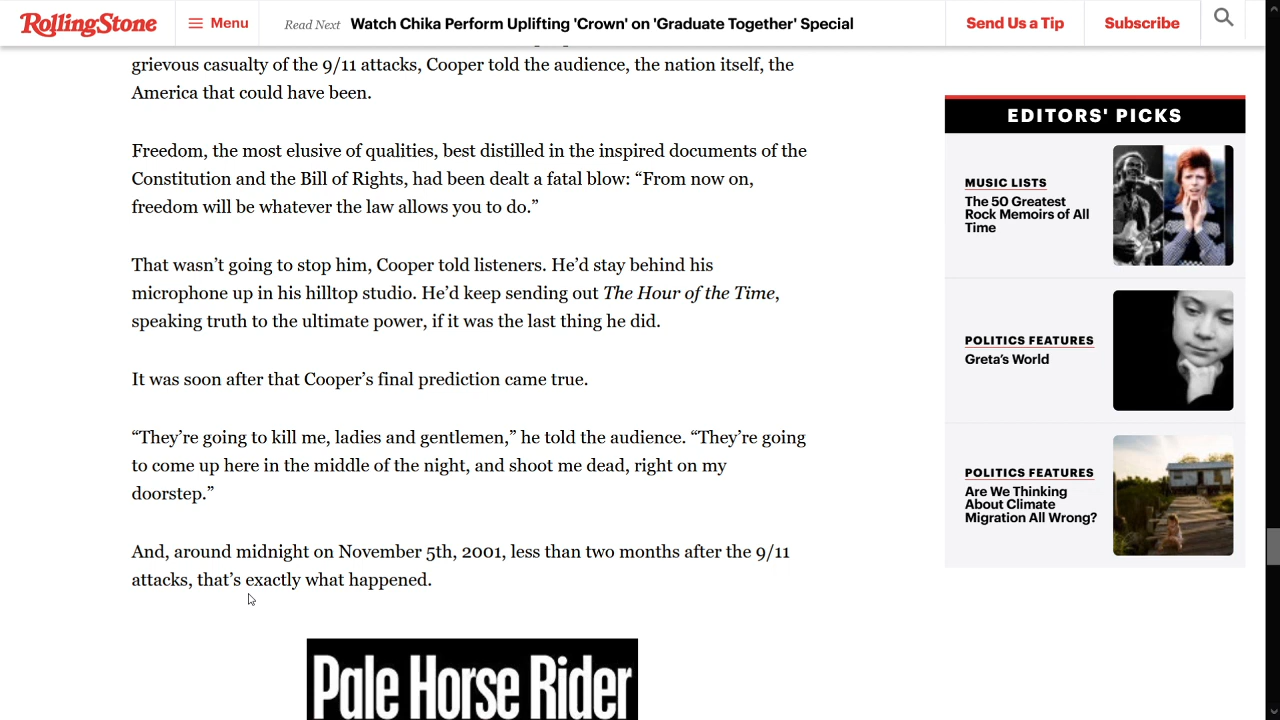 RollingStone
Menu
Read Next Watch Chika Perform Uplifting 'Crown' on 'Graduate Together' Special
Send Us a Tip
Subscribe
grievous casualty of the 9/11 attacks, Cooper told the audience, the nation itself, the
America that could have been.
Freedom, the most elusive of qualities, best distilled in the inspired documents of the
Constitution and the Bill of Rights, had been dealt a fatal blow: “From now on,
freedom will be whatever the law allows you to do.”
That wasn’t going to stop him, Cooper told listeners. He’d stay behind his
microphone up in his hilltop studio. He’d keep sending out The Hour of the Time,
speaking truth to the ultimate power, if it was the last thing he did.
It was soon after that Cooper’s final prediction came true.
“They’re going to kill me, ladies and gentlemen,” he told the audience. “They’re going
to come up here in the middle of the night, and shoot me dead, right on my
doorstep.”
And, around midnight on November 5th, 2001, less than two months after the 9/11
attacks, that’s exactly what happened.
Pale Horse Rider
EDITORS' PICKS
MUSIC LISTS
The 50 Greatest
Rock Memoirs of All
Time
POLITICS FEATURES
Greta’s World
POLITICS FEATURES
Are We Thinking
About Climate
Migration All Wrong?